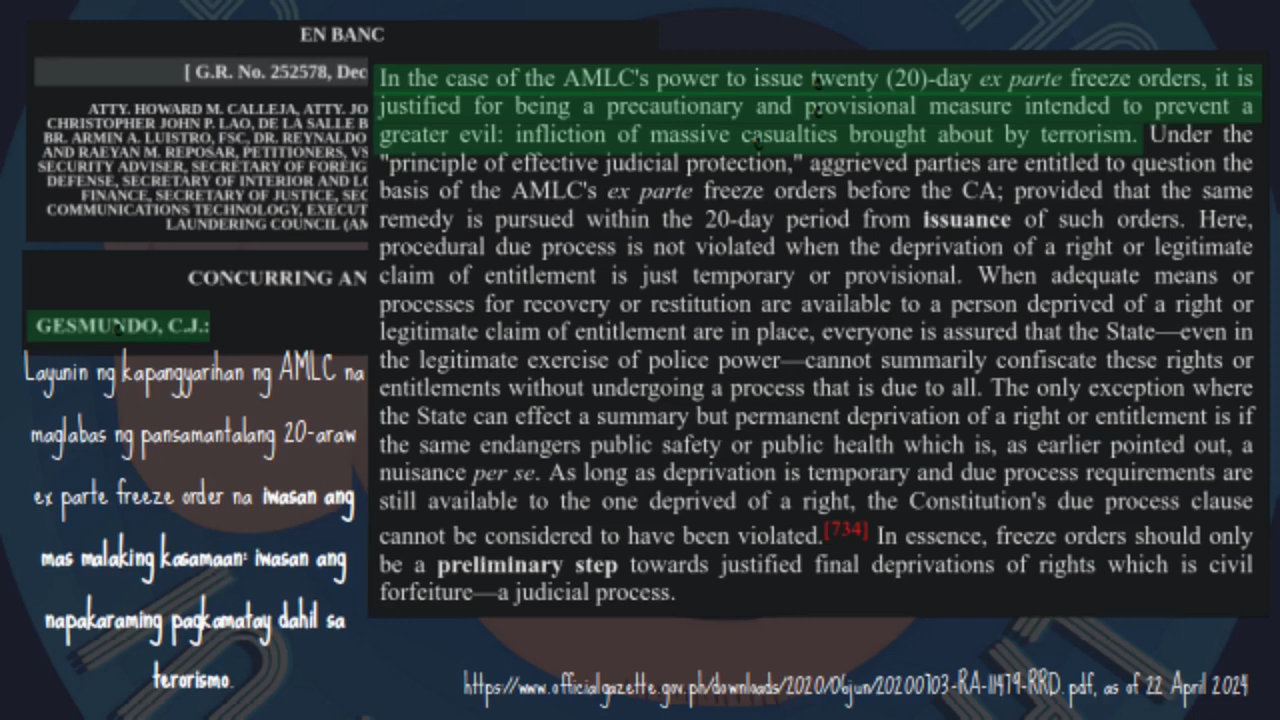 EN BANC
[ G.R. No. 252578, Dec
ATTY. HOWARD M. CALLEJA, ATTY. JO
CHRISTOPHER JOHN P. LAO, DE LA SALLE B
BR. ARMIN A. LUISTRO, FSC, DR. REYNALDO
AND RAEYAN M. REPOSAR, PETITIONERS, VS
SECURITY ADVISER, SECRETARY OF FOREIG
DEFENSE, SECRETARY OF INTERIOR AND LO
FINANCE, SECRETARY OF JUSTICE, SEC
COMMUNICATIONS TECHNOLOGY, EXECUT
LAUNDERING COUNCIL (AM
CONCURRING AN
GESMUNDO, C.J.:
Layunin ng kapangyarihan ng AMLC na
maglabas ng pansamantalang 20-araw
ex parte freeze order na iwasan ang
mas malaking kasamaan: iwasan ang
napakaraming pagkamatay dahil sa
terorismo.
In the case of the AMLC's power to issue twenty (20)-day ex parte freeze orders, it is
justified for being a precautionary and provisional measure intended to prevent a
greater evil: infliction of massive casualties brought about by terrorism. Under the
"principle of effective judicial protection," aggrieved parties are entitled to question the
basis of the AMLC's ex parte freeze orders before the CA; provided that the same
remedy is pursued within the 20-day period from issuance of such orders. Here,
procedural due process is not violated when the deprivation of a right or legitimate
claim of entitlement is just temporary or provisional. When adequate means or
processes for recovery or restitution are available to a person deprived of a right or
legitimate claim of entitlement are in place, everyone is assured that the State—even in
the legitimate exercise of police power—cannot summarily confiscate these rights or
entitlements without undergoing a process that is due to all. The only exception where
the State can effect a summary but permanent deprivation of a right or entitlement is if
the same endangers public safety or public health which is, as earlier pointed out, a
nuisance per se. As long as deprivation is temporary and due process requirements are
still available to the one deprived of a right, the Constitution's due process clause
cannot be considered to have been violated.[734] In essence, freeze orders should only
be a preliminary step towards justified final deprivations of rights which is civil
forfeiture—a judicial process.
https://www.officialgazette.gov.ph/downloads/2020/06jun/20200703-RA-11479-RRD.pdf, as of 22 April 2024